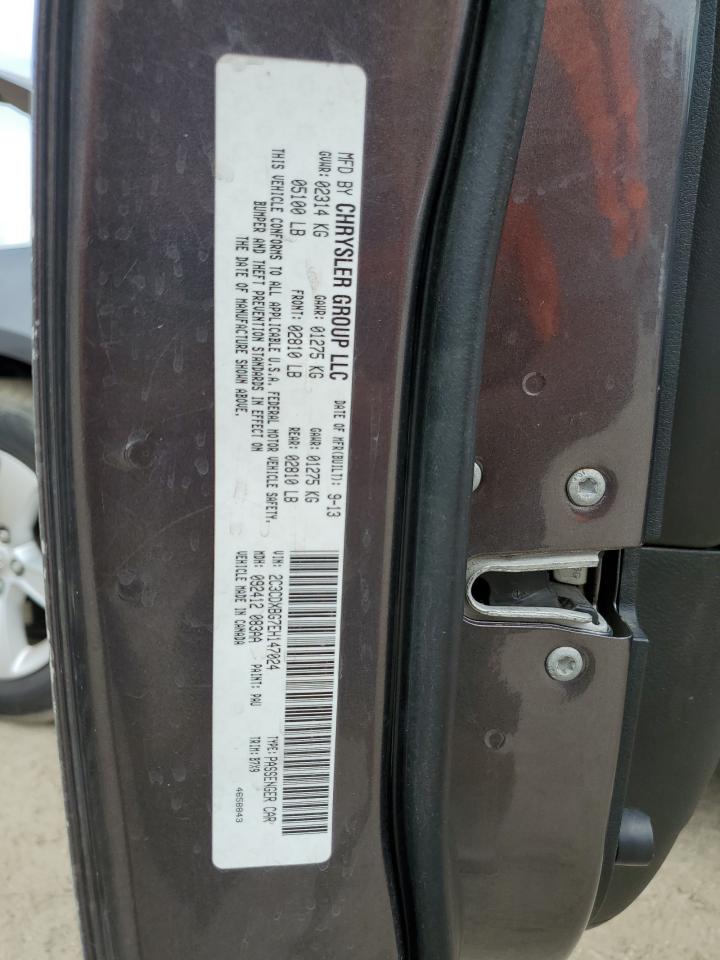 MFD BY CHRYSLER GROUP LLC
DATE OF MFR(BUILT): 9-13
GVWR: 02314 KG
GAWR: 01275 KG
GAWR: 01275 KG
05100 LB
FRONT: 02810 LB
REAR: 02810 LB
THIS VEHICLE CONFORMS TO ALL APPLICABLE U.S.A. FEDERAL MOTOR VEHICLE SAFETY,
BUMPER AND THEFT PREVENTION STANDARDS IN EFFECT ON
THE DATE OF MANUFACTURE SHOWN ABOVE.
VIN: 2C3CDXBG7EH147024
TYPE: PASSENGER CAR
MDH: 092412 083AA
PAINT: PAU
TRIM: B7X9
VEHICLE MADE IN CANADA
4658843